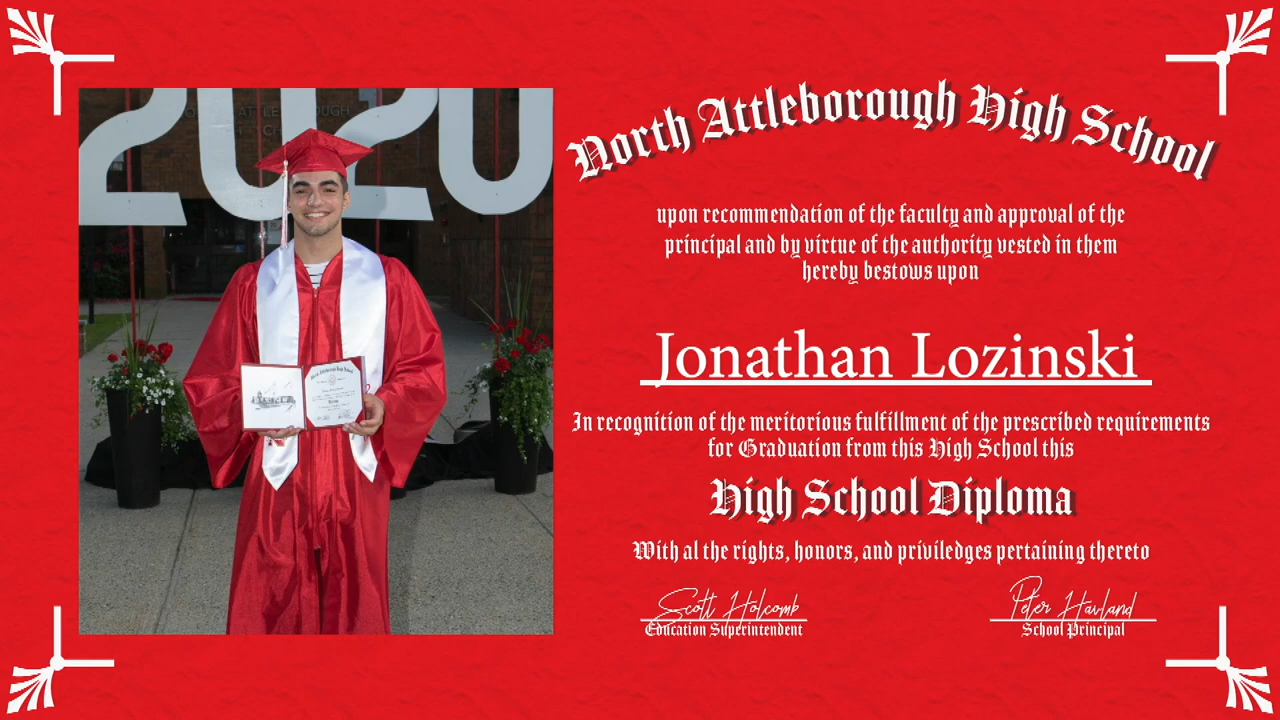 2020
North Attleborough High School
upon recommendation of the faculty and approval of the
principal and by virtue of the authority vested in them
hereby bestows upon
Jonathan Lozinski
In recognition of the meritorious fulfillment of the prescribed requirements
for Graduation from this High School this
High School Diploma
With al the rights, honors, and priviledges pertaining thereto
Scott Holcomb
Education Superintendent
Peter Havland
School Principal